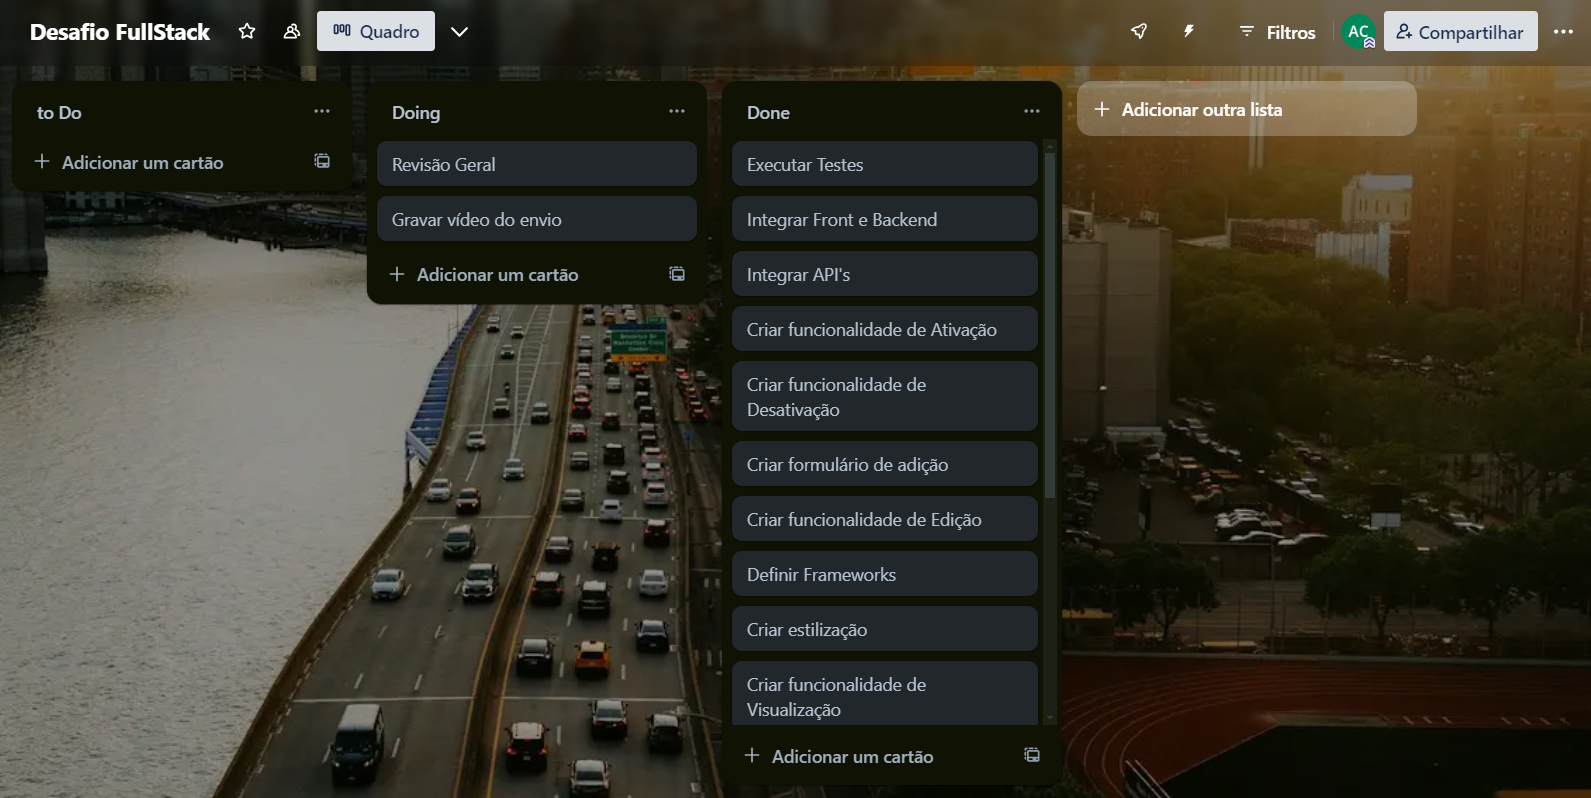 Desafio FullStack
Quadro
Filtros
AC
Compartilhar
to Do
Adicionar um cartão
Doing
Revisão Geral
Gravar vídeo do envio
Adicionar um cartão
Done
Executar Testes
Integrar Front e Backend
Integrar API's
Criar funcionalidade de Ativação
Criar funcionalidade de
Desativação
Criar formulário de adição
Criar funcionalidade de Edição
Definir Frameworks
Criar estilização
Criar funcionalidade de
Visualização
Adicionar um cartão
Adicionar outra lista